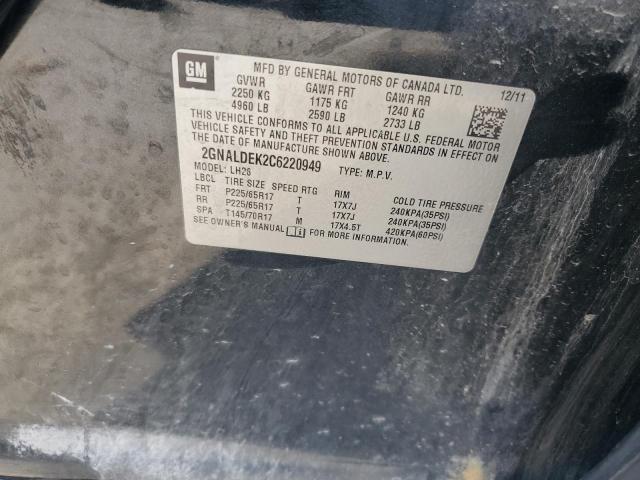 GM
MFD BY GENERAL MOTORS OF CANADA LTD.
12/11
GVWR GAWR FRT GAWR RR
2250 KG 1175 KG 1240 KG
4960 LB 2590 LB 2733 LB
THIS VEHICLE CONFORMS TO ALL APPLICABLE U.S. FEDERAL MOTOR
VEHICLE SAFETY AND THEFT PREVENTION STANDARDS IN EFFECT ON
THE DATE OF MANUFACTURE SHOWN ABOVE.
2GNALDEK2C6220949 TYPE: M.P.V.
MODEL: LH26
LBCL TIRE SIZE SPEED RTG RIM COLD TIRE PRESSURE
FRT P225/65R17 T 17X7J 240KPA(35PSI)
RR P225/65R17 T 17X7J 240KPA(35PSI)
SPA T145/70R17 M 17X4.5T 420KPA(60PSI)
SEE OWNER'S MANUAL FOR MORE INFORMATION.